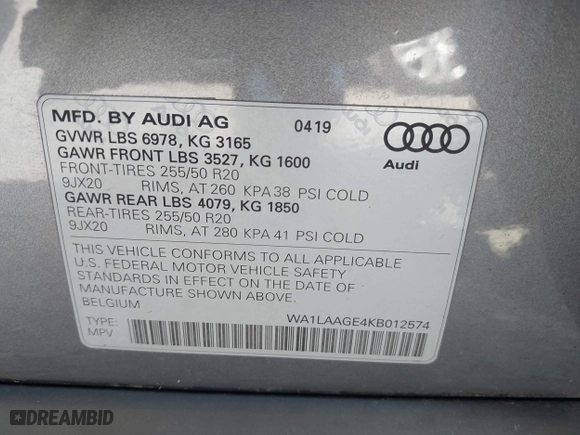 MFD. BY AUDI AG 0419
GVWR LBS 6978, KG 3165
GAWR FRONT LBS 3527, KG 1600
FRONT-TIRES 255/50 R20
9JX20 RIMS, AT 260 KPA 38 PSI COLD
GAWR REAR LBS 4079, KG 1850
REAR-TIRES 255/50 R20
9JX20 RIMS, AT 280 KPA 41 PSI COLD
Audi
THIS VEHICLE CONFORMS TO ALL APPLICABLE
U.S. FEDERAL MOTOR VEHICLE SAFETY
STANDARDS IN EFFECT ON THE DATE OF
MANUFACTURE SHOWN ABOVE.
BELGIUM
WA1LAAGE4KB012574
TYPE:
MPV
DREAMBID